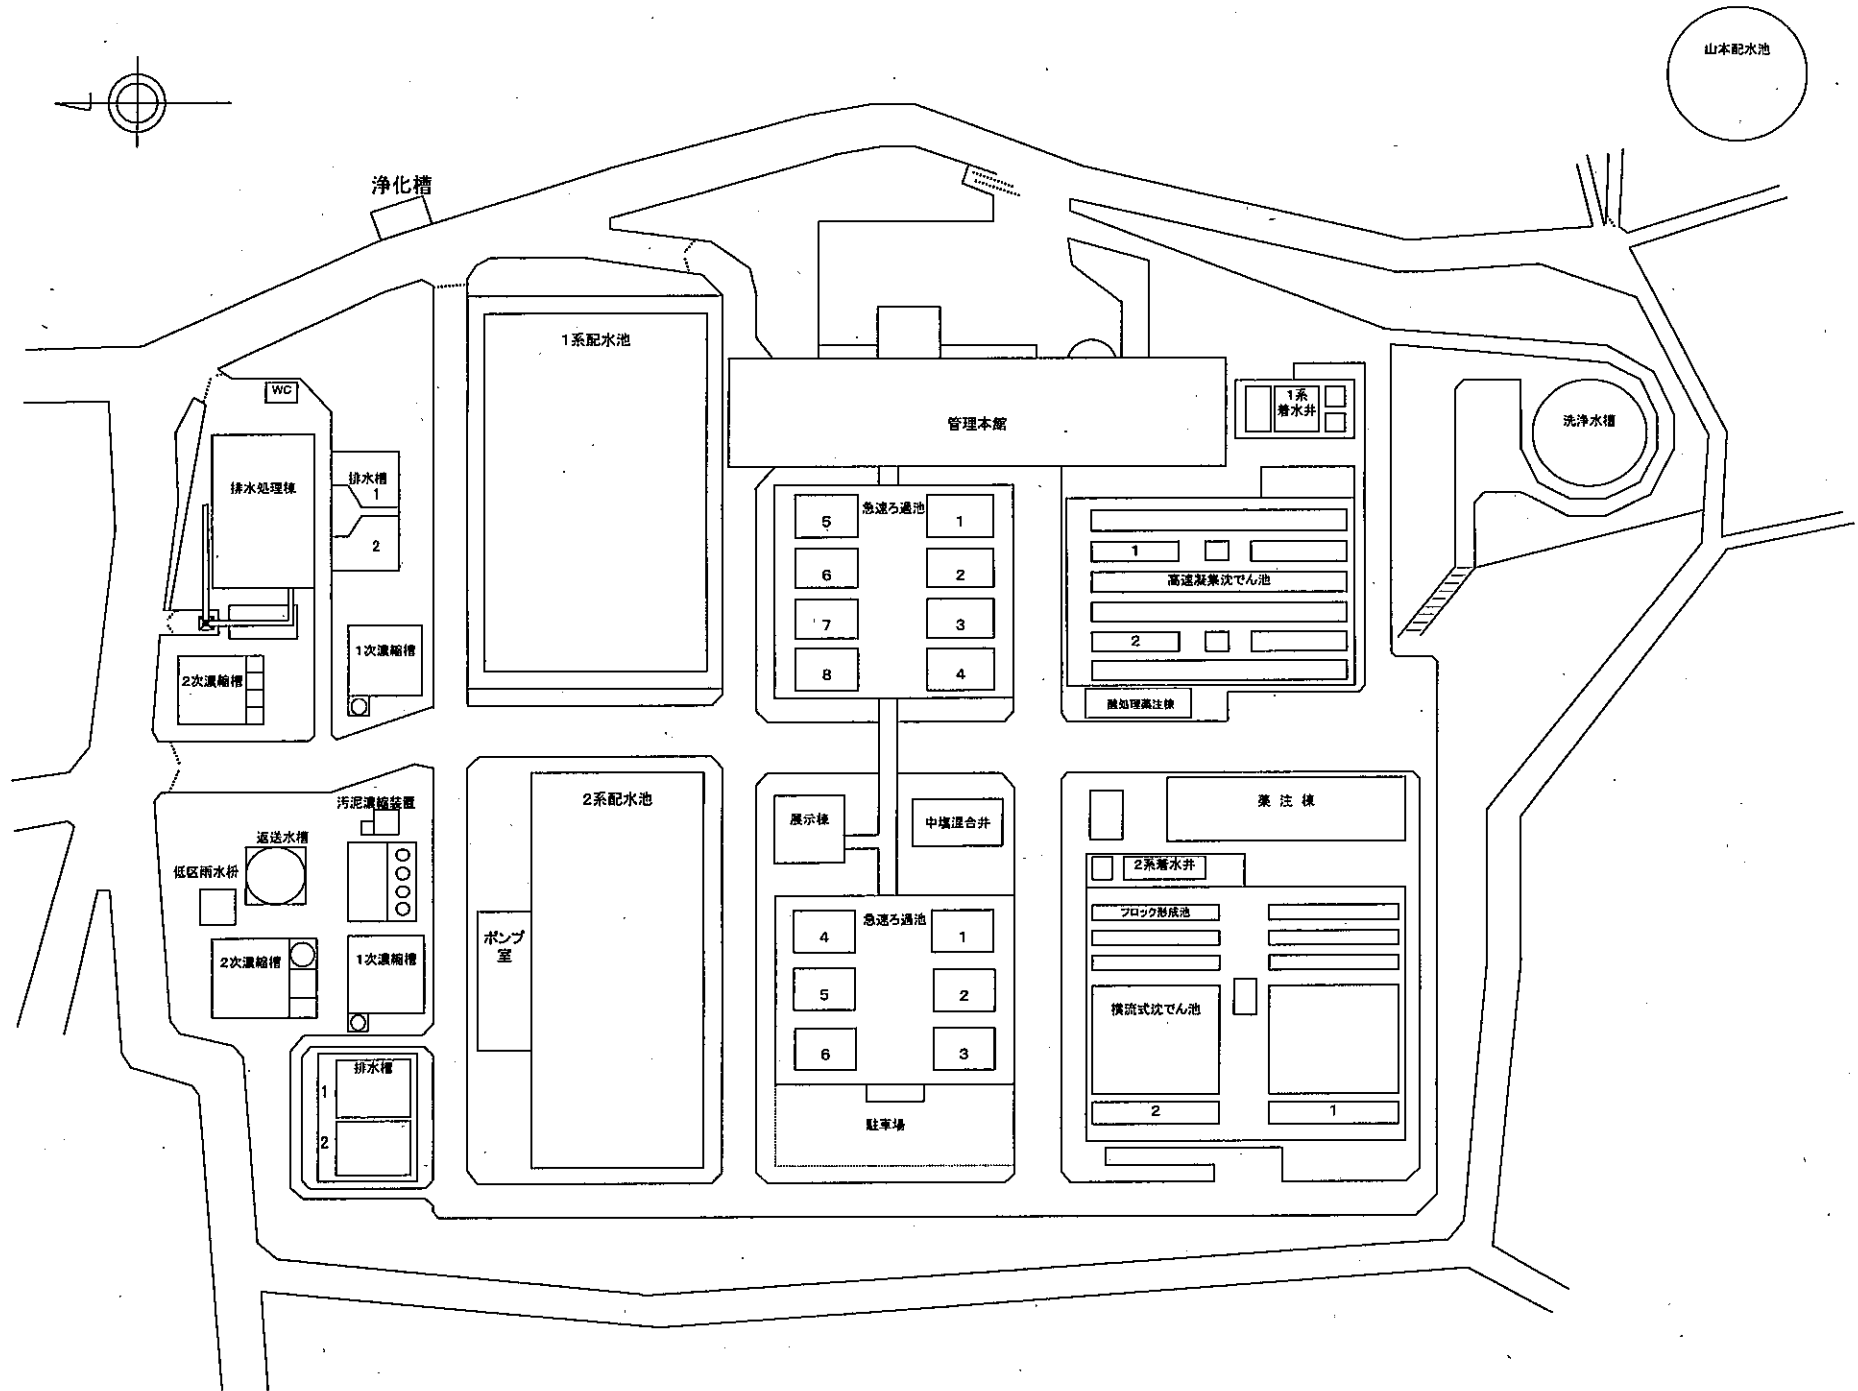 山本配水池
浄化槽
1系配水池
WC
管理本館
1系
着水井
洗浄水槽
排水処理棟
排水槽
1
2
急速ろ過池
5
1
6
2
7
3
8
4
1
高速凝集沈でん池
2
1次濃縮槽
2次濃縮槽
酸処理薬注棟
2系配水池
汚泥濃縮装置
返送水槽
低区雨水枡
展示棟
中塩混合井
薬注棟
2系着水井
フロック形成池
ポンプ
室
急速ろ過池
4
1
5
2
6
3
2次濃縮槽
1次濃縮槽
横流式沈でん池
2
1
排水槽
1
2
駐車場